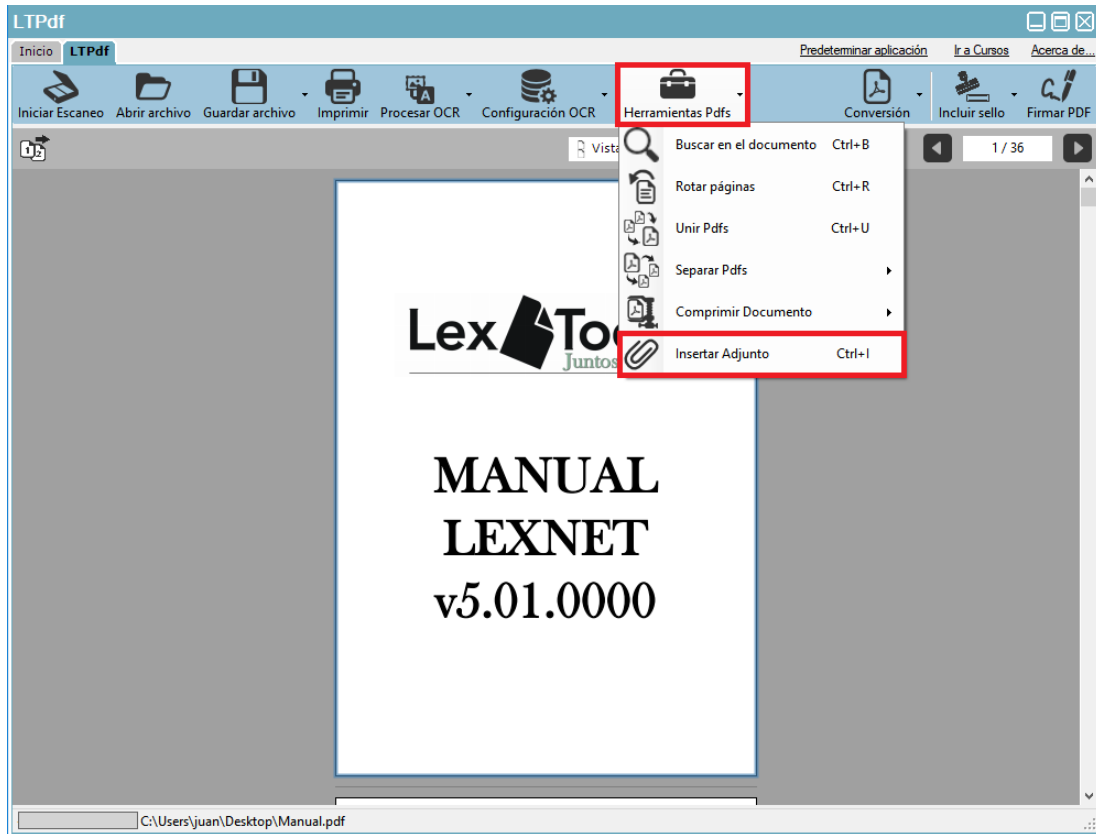 LTPdf
Inicio LTPdf Predeterminar aplicación Ir a Cursos Acerca de...
Iniciar Escaneo Abrir archivo Guardar archivo Imprimir Procesar OCR Configuración OCR Herramientas Pdfs Conversión Incluir sello Firmar PDF
Vista 1 / 36
Buscar en el documento Ctrl+B
Rotar páginas Ctrl+R
Unir Pdfs Ctrl+U
Separar Pdfs
Comprimir Documento
Insertar Adjunto Ctrl+I
Lex
Juntos
MANUAL
LEXNET
v5.01.0000
C:\Users\juan\Desktop\Manual.pdf